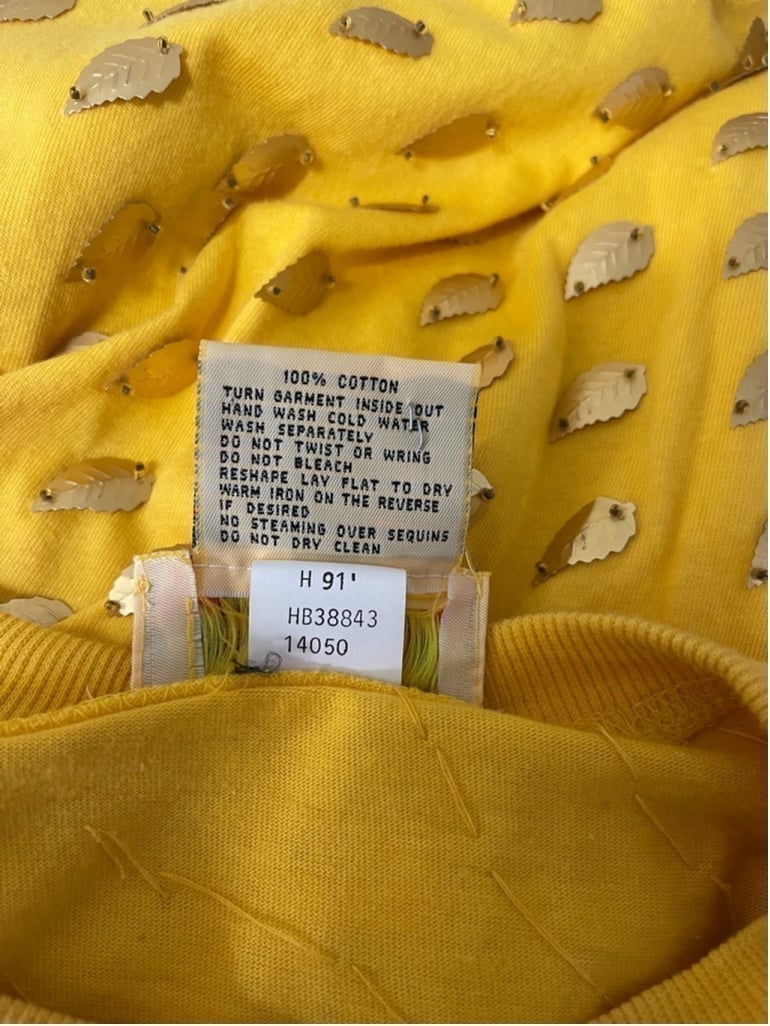 100% COTTON
TURN GARMENT INSIDE OUT
HAND WASH COLD WATER
WASH SEPARATELY
DO NOT TWIST OR WRING
DO NOT BLEACH
RESHAPE LAY FLAT TO DRY
WARM IRON ON THE REVERSE
IF DESIRED
NO STEAMING OVER SEQUINS
DO NOT DRY CLEAN
H 91'
HB38843
14050